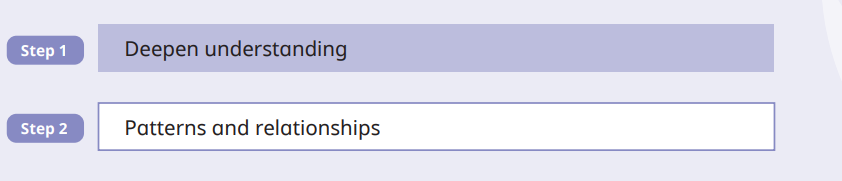 Step 1 Deepen understanding
Step 2 Patterns and relationships